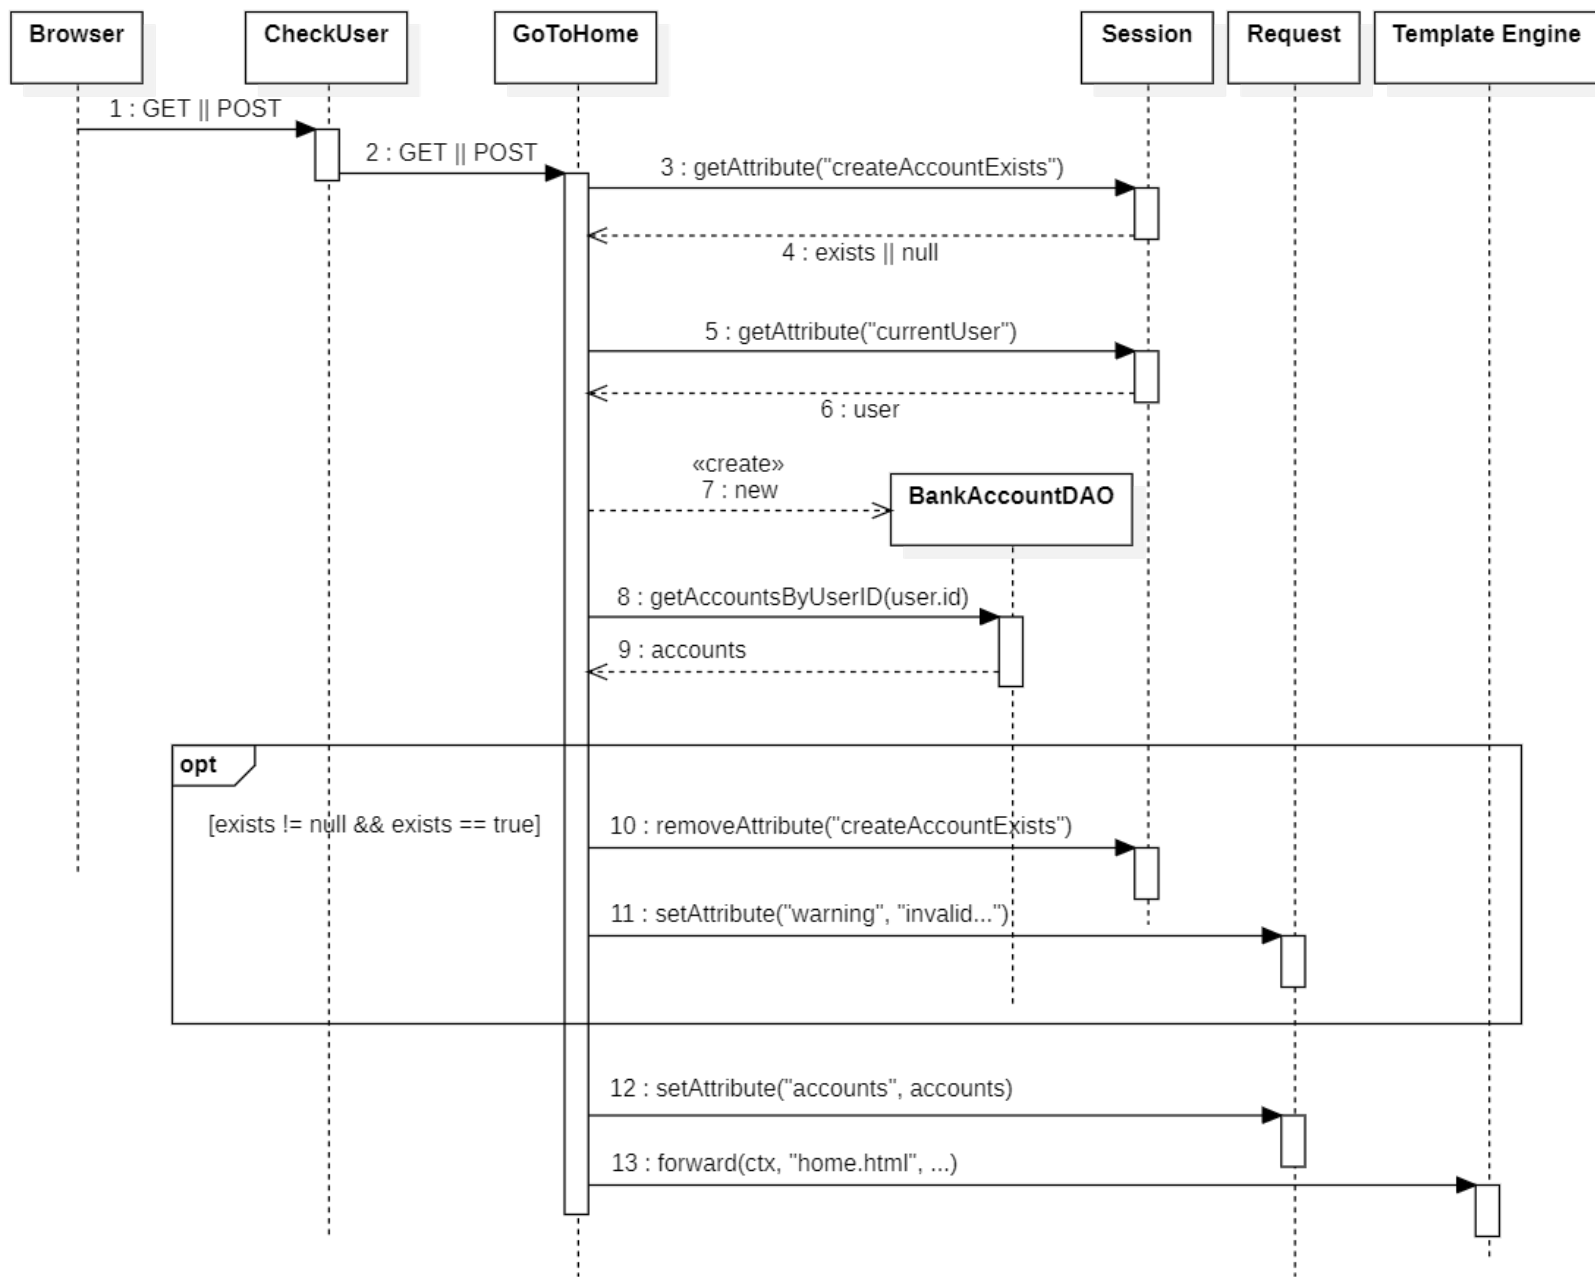 Browser
CheckUser
GoToHome
Session
Request
Template Engine
1 : GET || POST
2 : GET || POST
3 : getAttribute("createAccountExists")
4 : exists || null
5 : getAttribute("currentUser")
6 : user
«create»
7 : new
BankAccountDAO
8 : getAccountsByUserID(user.id)
9 : accounts
opt
[exists != null && exists == true]
10 : removeAttribute("createAccountExists")
11 : setAttribute("warning", "invalid...")
12 : setAttribute("accounts", accounts)
13 : forward(ctx, "home.html", ...)